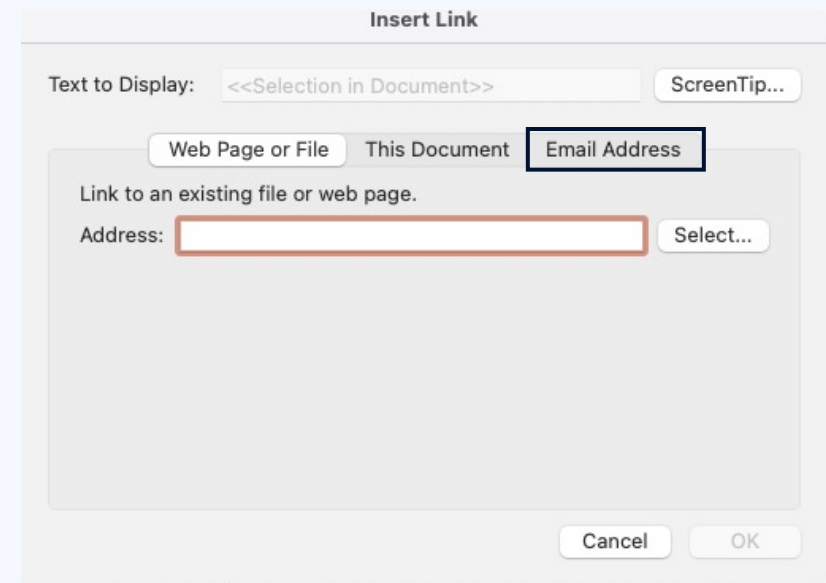 Insert Link
Text to Display: <<Selection in Document>> ScreenTip...
Web Page or File This Document Email Address
Link to an existing file or web page.
Address: Select...
Cancel OK